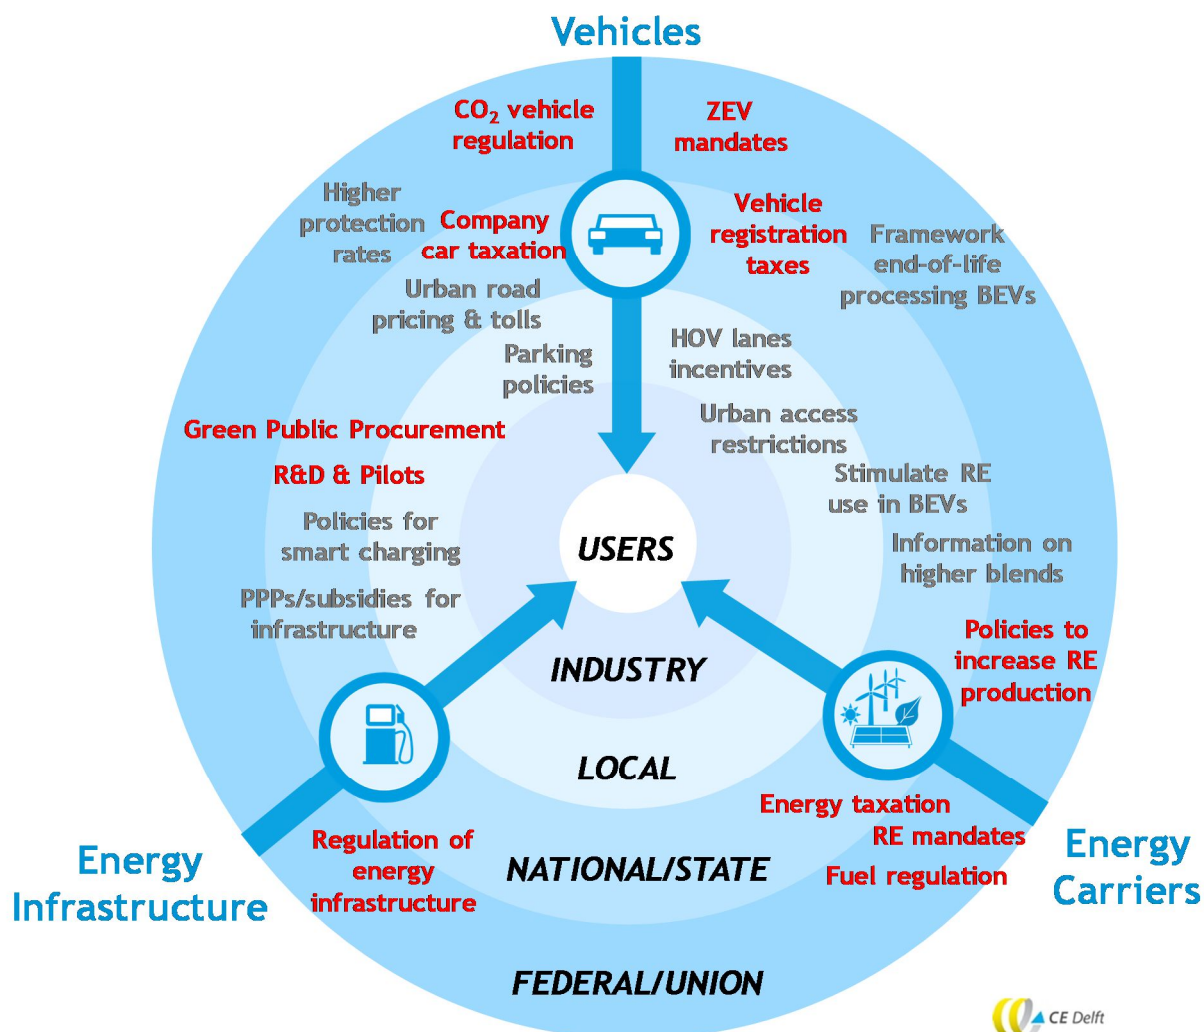 Vehicles
CO₂ vehicle
regulation
ZEV
mandates
Higher
protection
rates
Company
car taxation
Vehicle
registration
taxes
Framework
end-of-life
processing BEVs
Urban road
pricing & tolls
Parking
policies
HOV lanes
incentives
Urban access
restrictions
Green Public Procurement
R&D & Pilots
Policies for
smart charging
PPPs/subsidies for
infrastructure
Stimulate RE
use in BEVs
Information on
higher blends
Policies to
increase RE
production
USERS
INDUSTRY
LOCAL
NATIONAL/STATE
FEDERAL/UNION
Energy taxation
RE mandates
Fuel regulation
Regulation of
energy
infrastructure
Energy
Infrastructure
Energy
Carriers
CE Delft